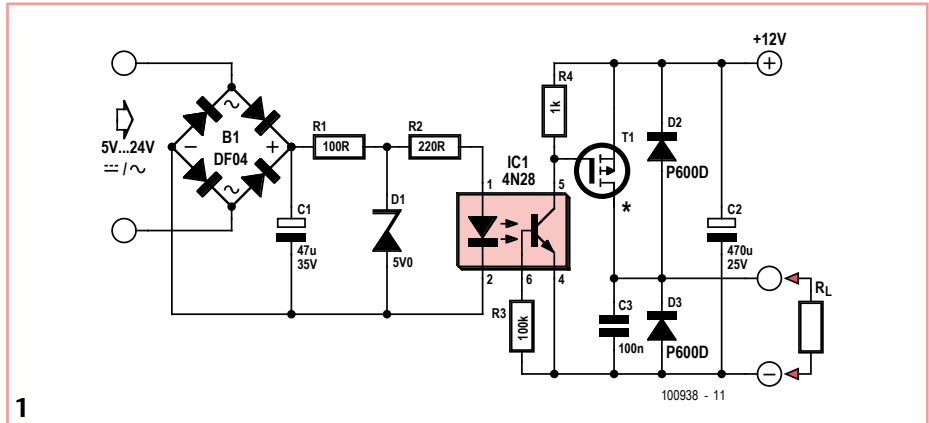 +12V
R4
1k
T1
D2
P600D
*
R1
100R
R2
220R
B1
DF04
~
~
−
+
5V...24V
⎓ / ~
IC1
4N28
1
5
2
6
4
C1
47u
35V
D1
5V0
C2
470u
25V
R3
100k
C3
100n
D3
P600D
RL
+
−
100938 - 11
1